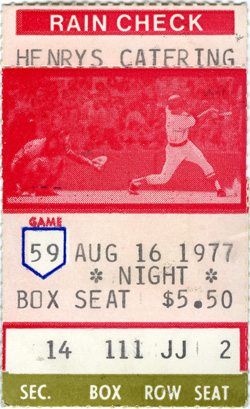 RAIN CHECK
HENRYS CATERING
GAME
59 AUG 16 1977
* NIGHT *
BOX SEAT $5.50
14 111 JJ 2
SEC. BOX ROW SEAT